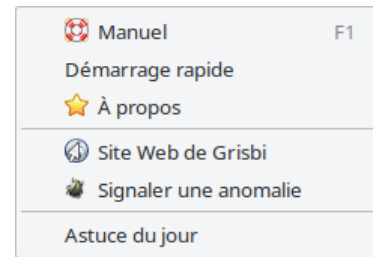 Manuel F1
Démarrage rapide
À propos
Site Web de Grisbi
Signaler une anomalie
Astuce du jour